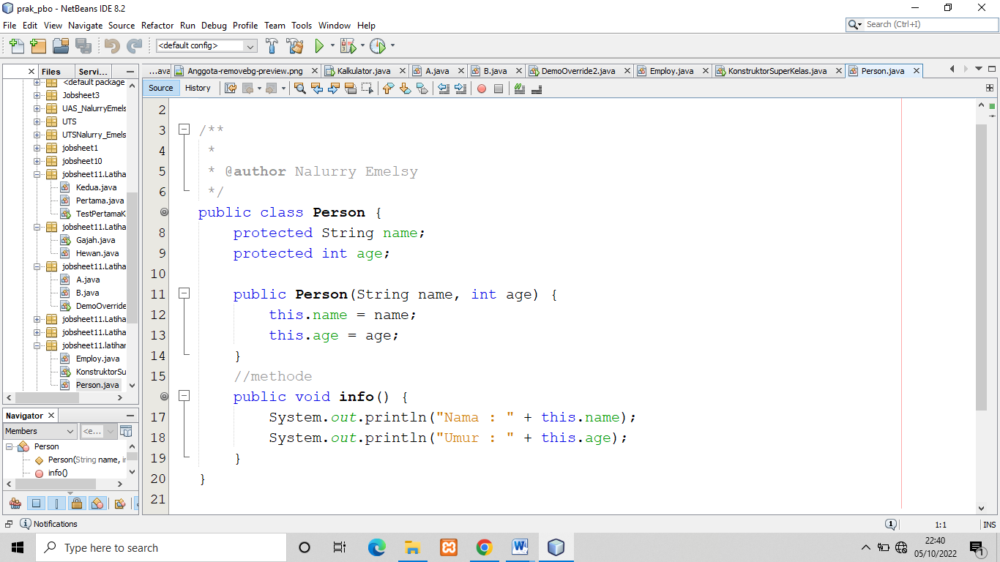 prak_pbo - NetBeans IDE 8.2
File Edit View Navigate Source Refactor Run Debug Profile Team Tools Window Help
Search (Ctrl+I)
<default config>
Files Servi...
<default package
Jobsheet3
UAS_NalurryEmels
UTS
UTSNalurry_Emels
jobsheet1
jobsheet10
jobsheet11.Latiha
Kedua.java
Pertama.java
TestPertamaK
jobsheet11.Latiha
Gajah.java
Hewan.java
jobsheet11.Latiha
A.java
B.java
DemoOverride
jobsheet11.Latiha
jobsheet11.Latiha
jobsheet11.latihar
Employ.java
KonstruktorSu
Person.java
Navigator
Members <e...
Person
Person(String name, in
info()
...ava Anggota-removebg-preview.png Kalkulator.java A.java B.java DemoOverride2.java Employ.java KonstruktorSuperKelas.java Person.java
Source History
2
3 /**
4 *
5 * @author Nalurry Emelsy
6 */
public class Person {
8 protected String name;
9 protected int age;
10
11 public Person(String name, int age) {
12 this.name = name;
13 this.age = age;
14 }
15 //methode
public void info() {
17 System.out.println("Nama : " + this.name);
18 System.out.println("Umur : " + this.age);
19 }
20 }
21
Notifications
1
1:1 INS
Type here to search
22:40
05/10/2022
1